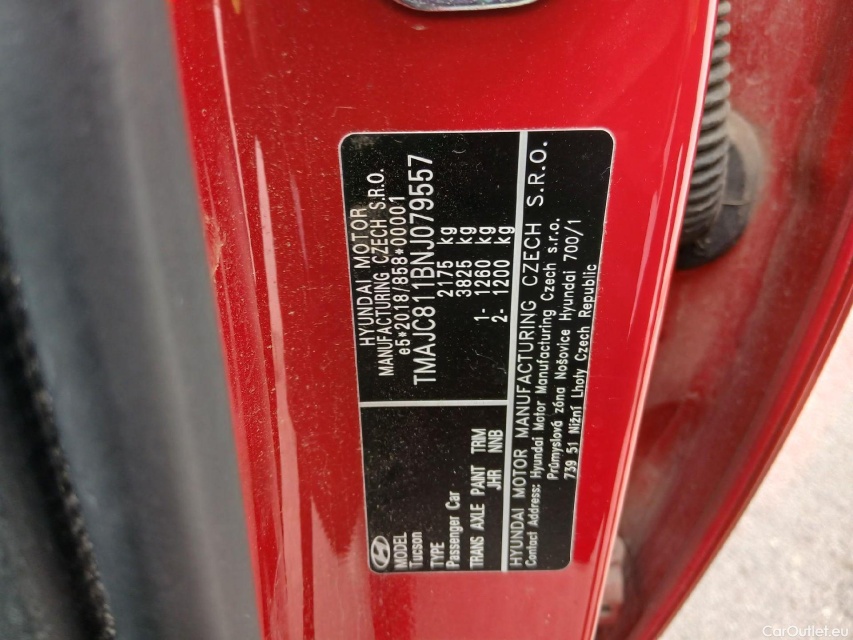 HYUNDAI MOTOR
MANUFACTURING CZECH S.R.O.
e5*2018/858*00001
TMAJC811BNJ079557
2175 kg
3825 kg
1- 1260 kg
2- 1200 kg
MODEL
Tucson
TYPE
Passenger Car
TRANS AXLE PAINT TRIM
JHR NNB
HYUNDAI MOTOR MANUFACTURING CZECH S.R.O.
Contact Address: Hyundai Motor Manufacturing Czech s.r.o.
Průmyslová zóna Nošovice Hyundai 700/1
739 51 Nižní Lhoty Czech Republic
CarOutlet.eu